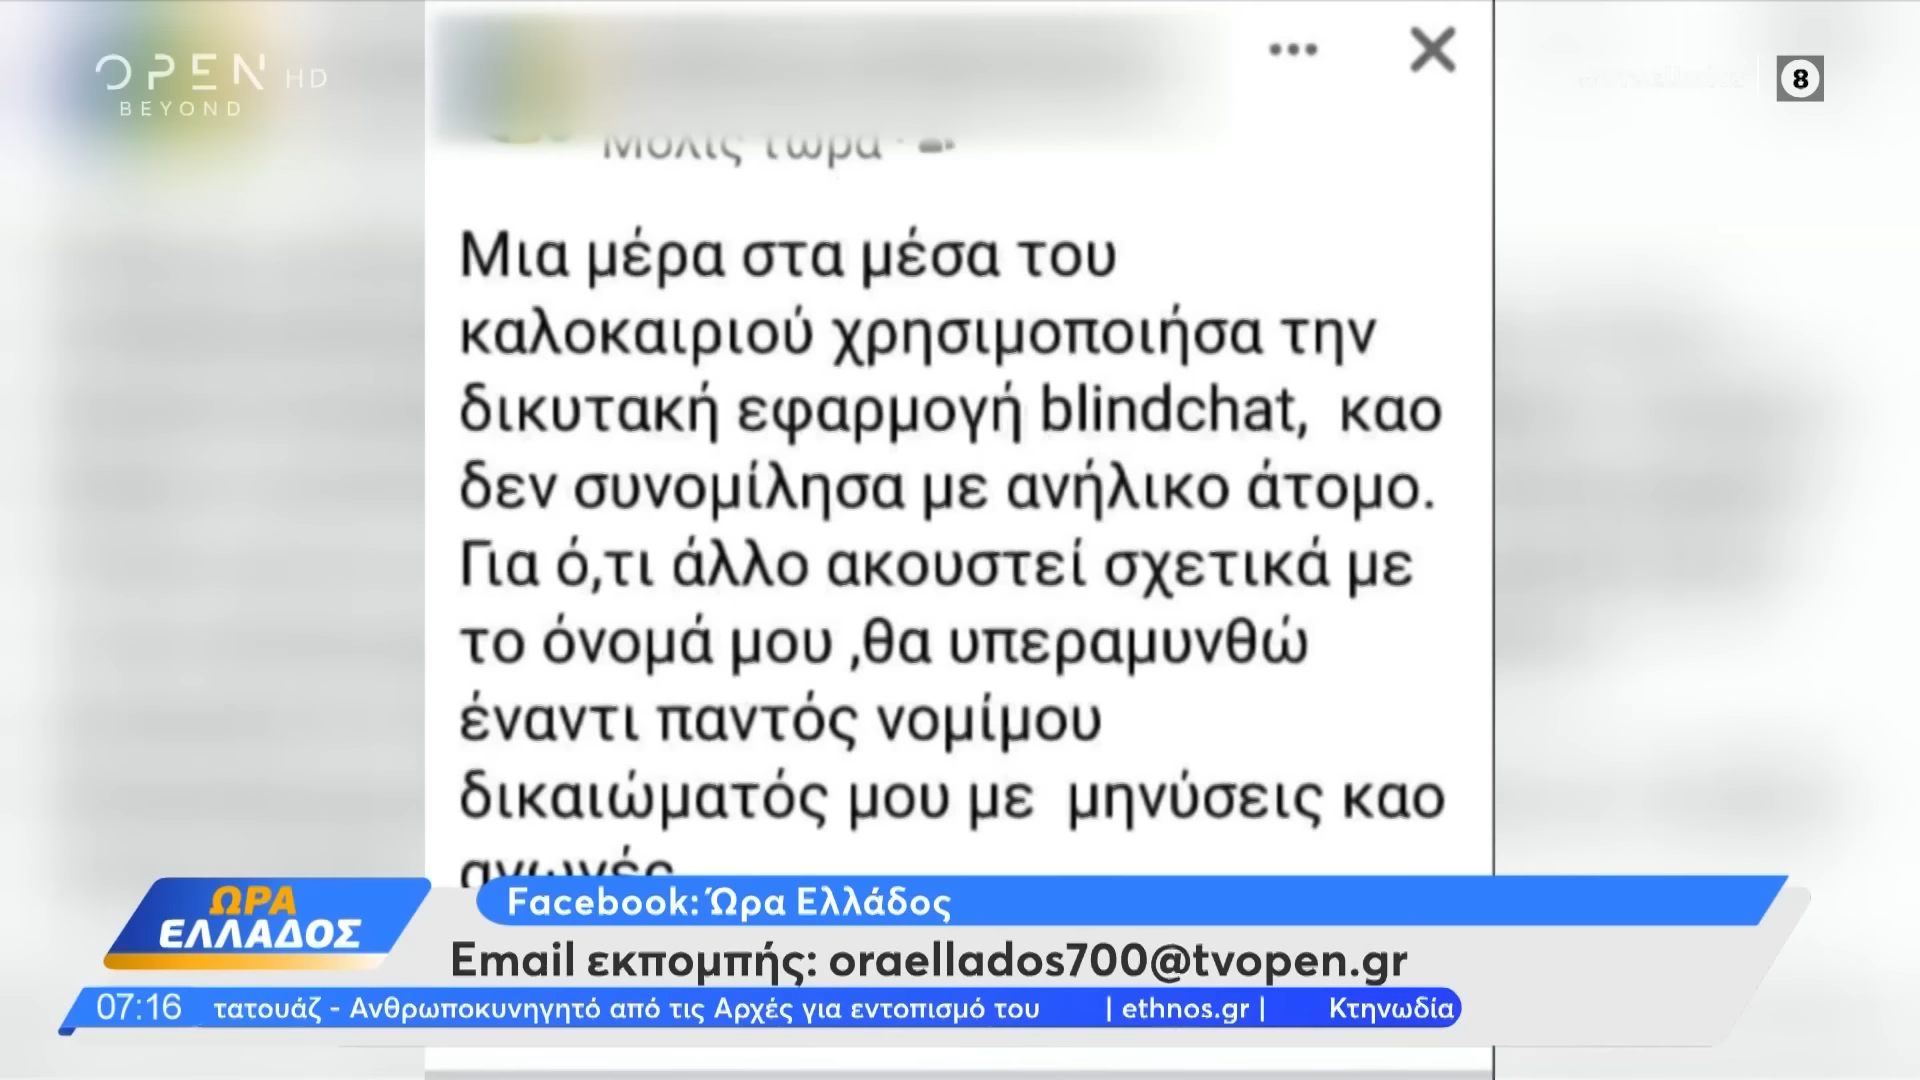 OPEN HD
BEYOND
8
Μόλις τώρα
Μια μέρα στα μέσα του
καλοκαιριού χρησιμοποιήσα την
δικυτακή εφαρμογή blindchat, καο
δεν συνομίλησα με ανήλικο άτομο.
Για ό,τι άλλο ακουστεί σχετικά με
το όνομά μου ,θα υπεραμυνθώ
έναντι παντός νομίμου
δικαιώματός μου με μηνύσεις καο
αγωγές
ΩΡΑ
ΕΛΛΑΔΟΣ
Facebook: Ώρα Ελλάδος
Email εκπομπής: oraellados700@tvopen.gr
07:16 τατουάζ - Ανθρωποκυνηγητό από τις Αρχές για εντοπισμό του | ethnos.gr | Κτηνωδία